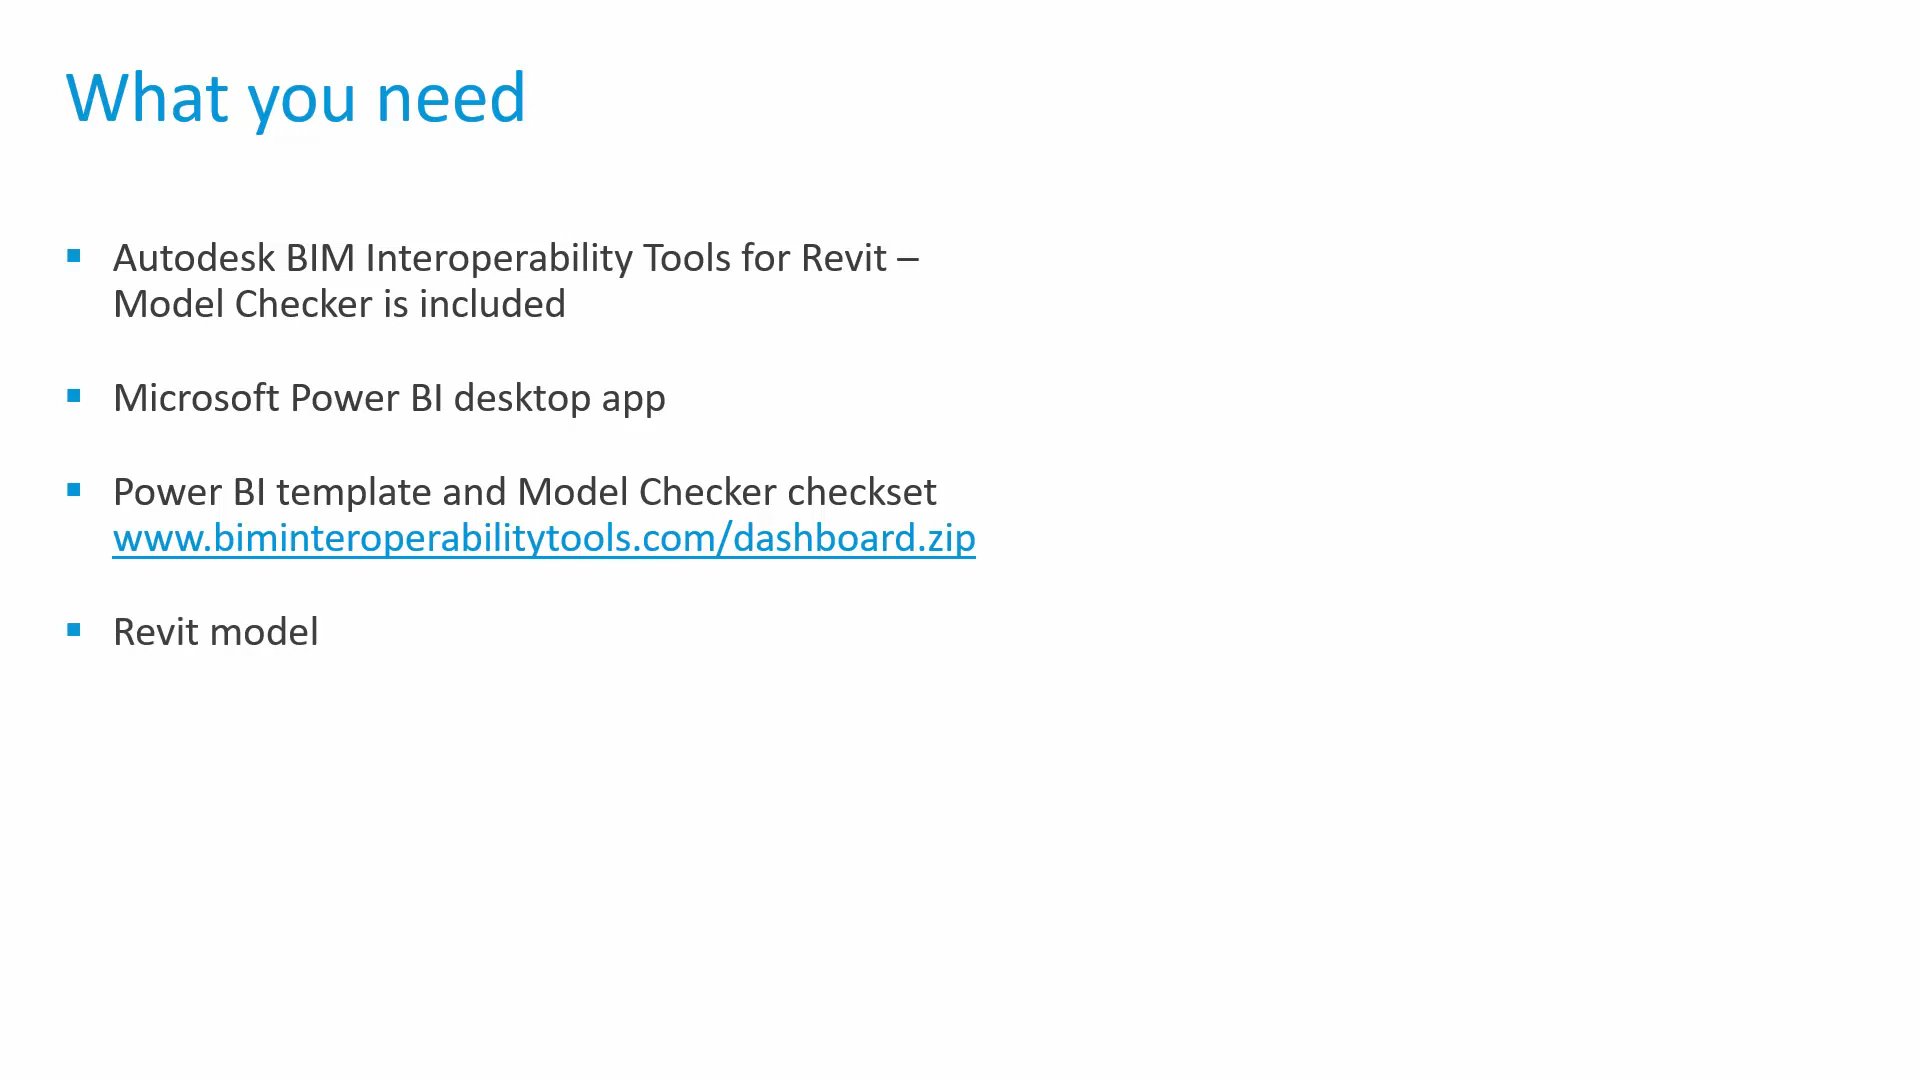 What you need
Autodesk BIM Interoperability Tools for Revit –
Model Checker is included
Microsoft Power BI desktop app
Power BI template and Model Checker checkset
www.biminteroperabilitytools.com/dashboard.zip
Revit model